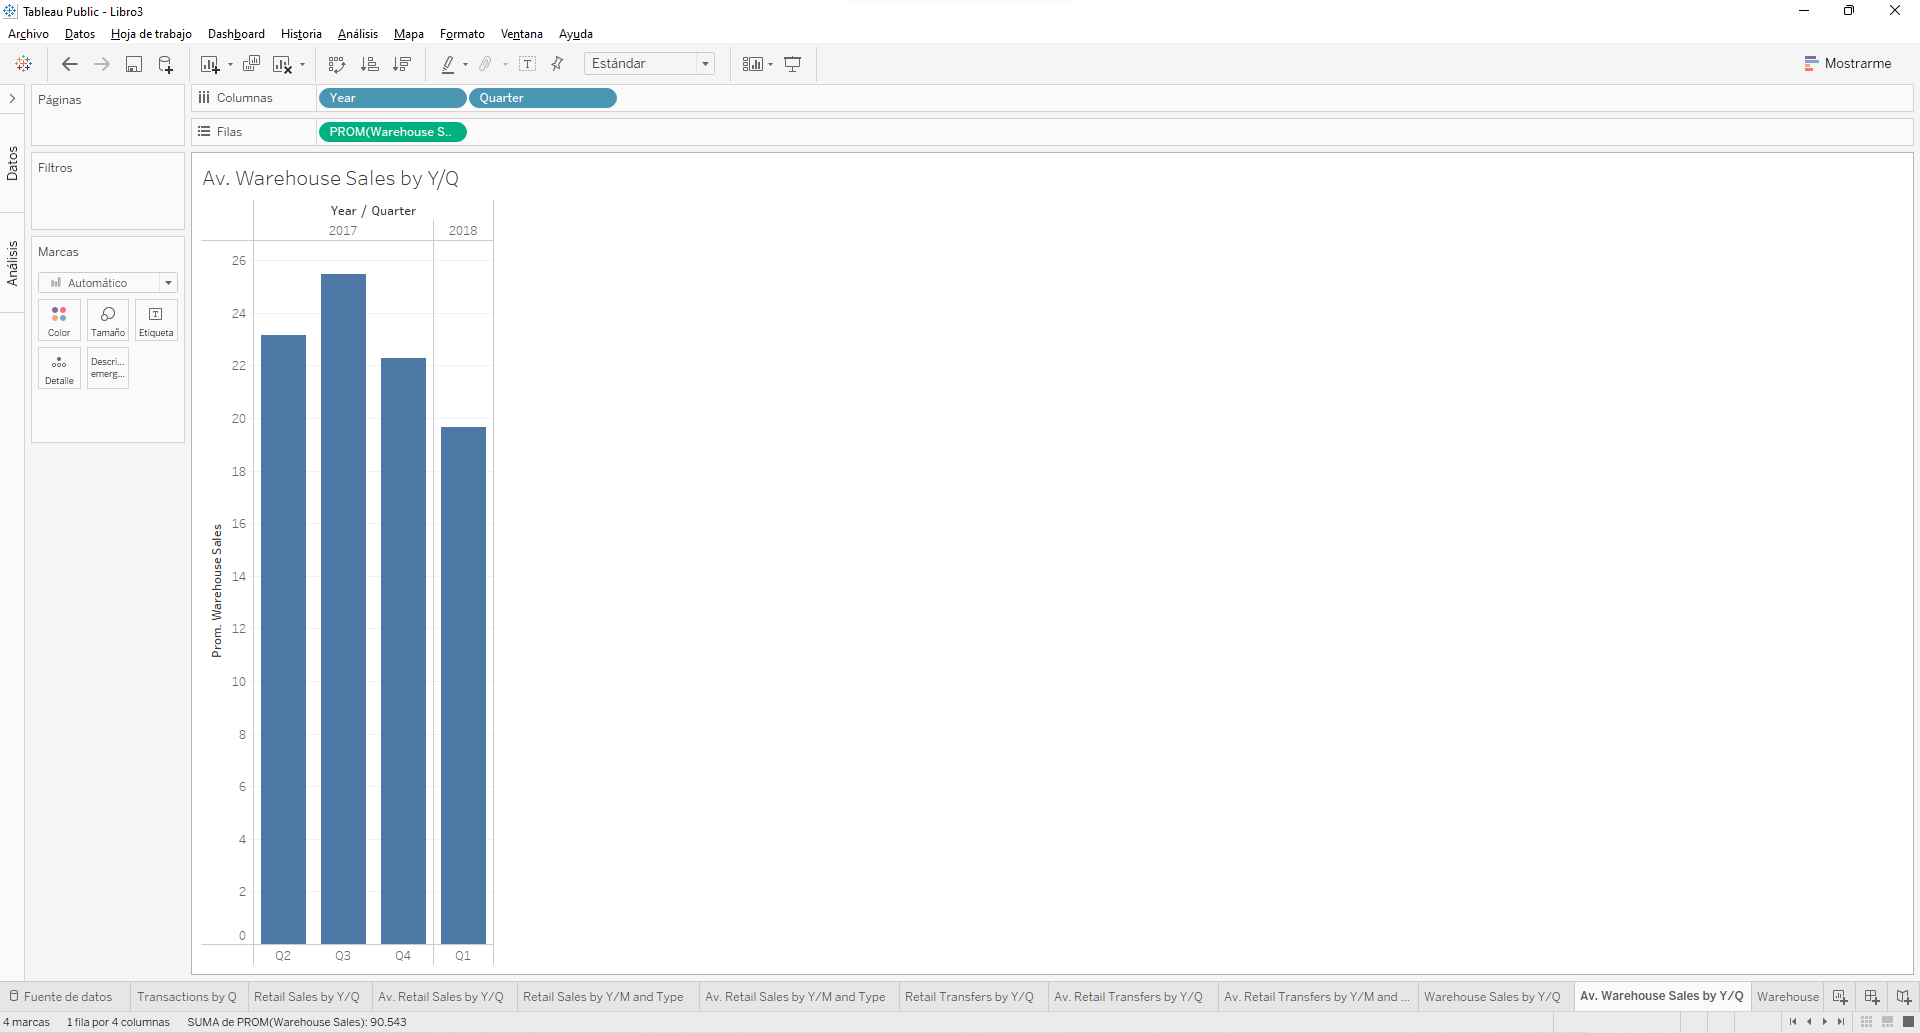 Tableau Public - Libro3
Archivo Datos Hoja de trabajo Dashboard Historia Análisis Mapa Formato Ventana Ayuda
Estándar
Mostrarme
Datos
Análisis
Páginas
Filtros
Marcas
Automático
Color Tamaño Etiqueta
Detalle Descri... emerg...
Columnas Year Quarter
Filas PROM(Warehouse S..
Av. Warehouse Sales by Y/Q
Year / Quarter
2017 2018
Prom. Warehouse Sales
26
24
22
20
18
16
14
12
10
8
6
4
2
0
Q2 Q3 Q4 Q1
Fuente de datos Transactions by Q Retail Sales by Y/Q Av. Retail Sales by Y/Q Retail Sales by Y/M and Type Av. Retail Sales by Y/M and Type Retail Transfers by Y/Q Av. Retail Transfers by Y/Q Av. Retail Transfers by Y/M and ... Warehouse Sales by Y/Q Av. Warehouse Sales by Y/Q Warehouse
4 marcas 1 fila por 4 columnas SUMA de PROM(Warehouse Sales): 90.543